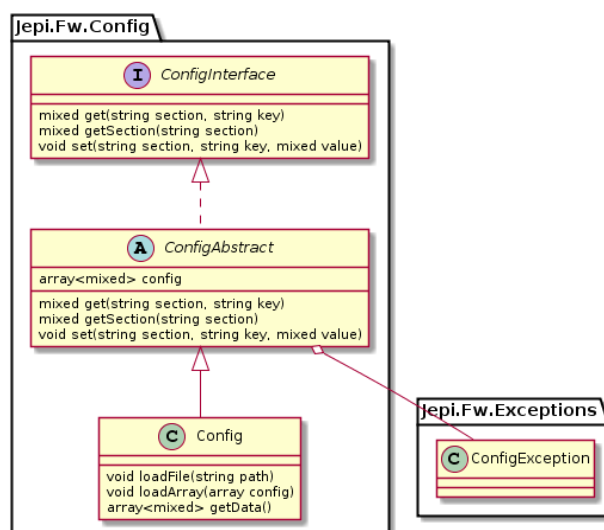 Jepi.Fw.Config
I ConfigInterface
mixed get(string section, string key)
mixed getSection(string section)
void set(string section, string key, mixed value)
A ConfigAbstract
array<mixed> config
mixed get(string section, string key)
mixed getSection(string section)
void set(string section, string key, mixed value)
Jepi.Fw.Exceptions
C Config
C ConfigException
void loadFile(string path)
void loadArray(array config)
array<mixed> getData()